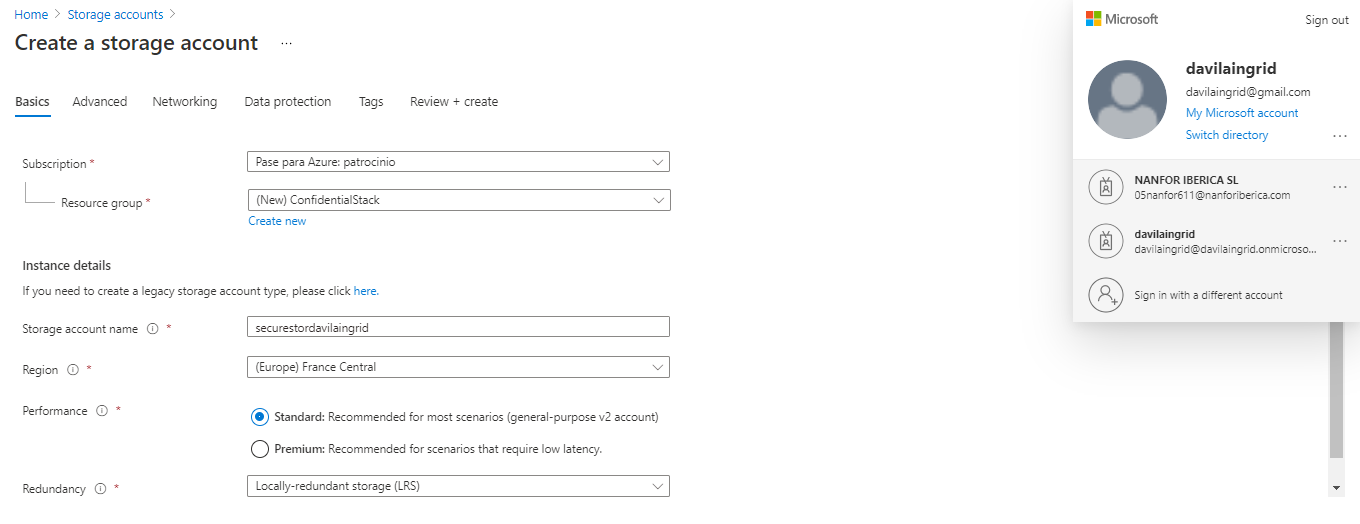 Home > Storage accounts >
Create a storage account ...
Basics Advanced Networking Data protection Tags Review + create
Subscription * Pase para Azure: patrocinio
Resource group * (New) ConfidentialStack
Create new
Instance details
If you need to create a legacy storage account type, please click here.
Storage account name * securestordavilaingrid
Region * (Europe) France Central
Performance * Standard: Recommended for most scenarios (general-purpose v2 account)
Premium: Recommended for scenarios that require low latency.
Redundancy * Locally-redundant storage (LRS)
Microsoft Sign out
davilaingrid
davilaingrid@gmail.com
My Microsoft account
Switch directory ...
NANFOR IBERICA SL ...
05nanfor611@nanforiberica.com
davilaingrid ...
davilaingrid@davilaingrid.onmicroso...
Sign in with a different account